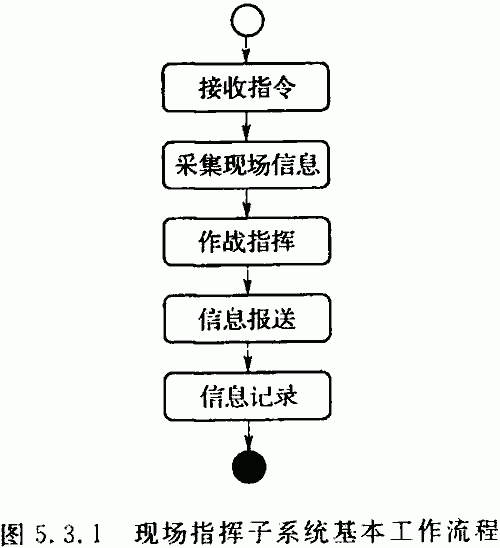 接收指令
采集现场信息
作战指挥
信息报送
信息记录
图 5.3.1 现场指挥子系统基本工作流程